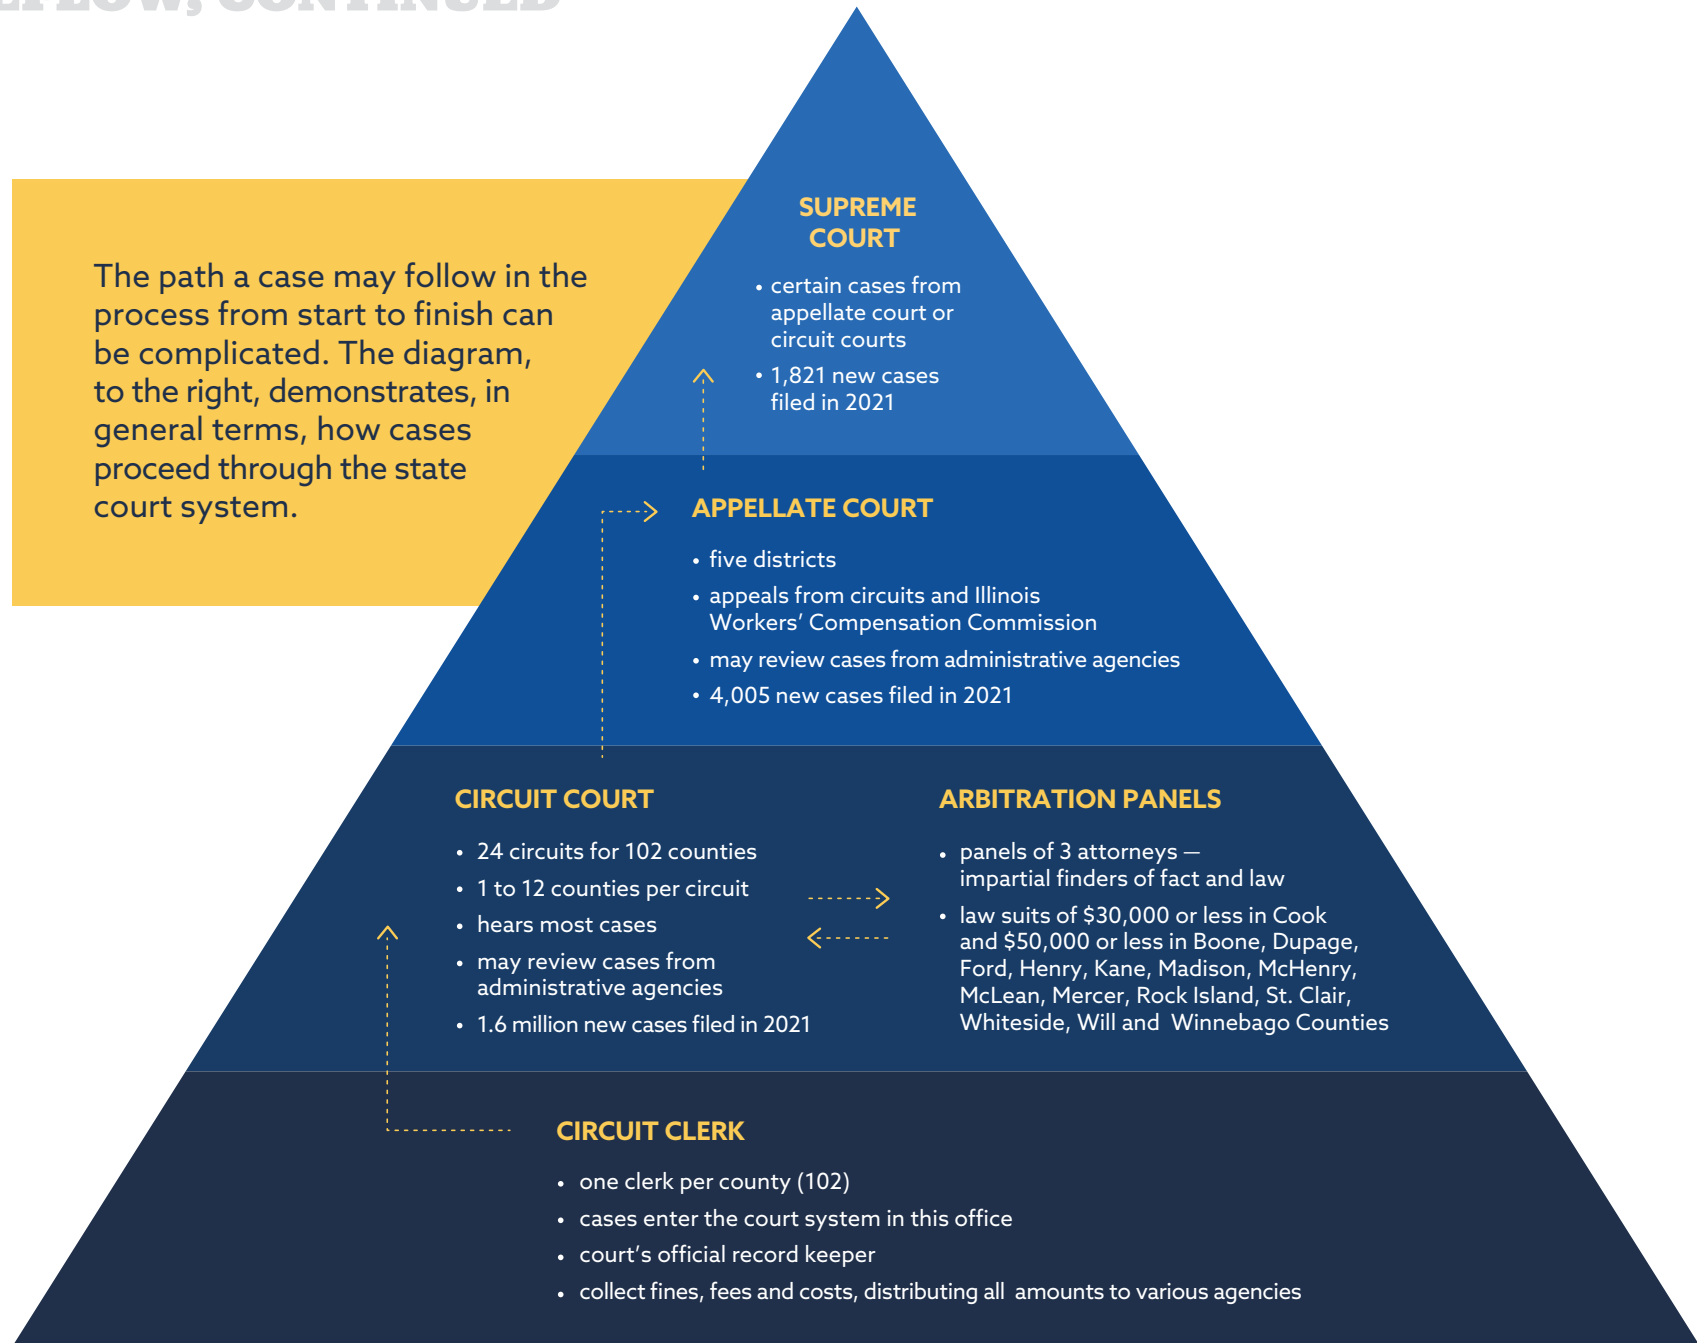 FLOW, CONTINUED
The path a case may follow in the
process from start to finish can
be complicated. The diagram,
to the right, demonstrates, in
general terms, how cases
proceed through the state
court system.
SUPREME
COURT
• certain cases from
appellate court or
circuit courts
• 1,821 new cases
filed in 2021
APPELLATE COURT
• five districts
• appeals from circuits and Illinois
Workers’ Compensation Commission
• may review cases from administrative agencies
• 4,005 new cases filed in 2021
CIRCUIT COURT
• 24 circuits for 102 counties
• 1 to 12 counties per circuit
• hears most cases
• may review cases from
administrative agencies
• 1.6 million new cases filed in 2021
ARBITRATION PANELS
• panels of 3 attorneys —
impartial finders of fact and law
• law suits of $30,000 or less in Cook
and $50,000 or less in Boone, Dupage,
Ford, Henry, Kane, Madison, McHenry,
McLean, Mercer, Rock Island, St. Clair,
Whiteside, Will and Winnebago Counties
CIRCUIT CLERK
• one clerk per county (102)
• cases enter the court system in this office
• court’s official record keeper
• collect fines, fees and costs, distributing all amounts to various agencies